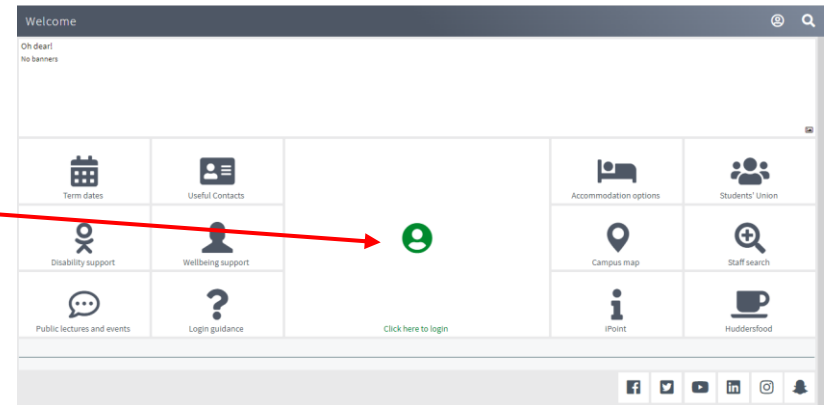 Welcome
Oh dear!
No banners
Term dates
Useful Contacts
Accommodation options
Students' Union
Disability support
Wellbeing support
Campus map
Staff search
Public lectures and events
Login guidance
Click here to login
iPoint
Huddersfood